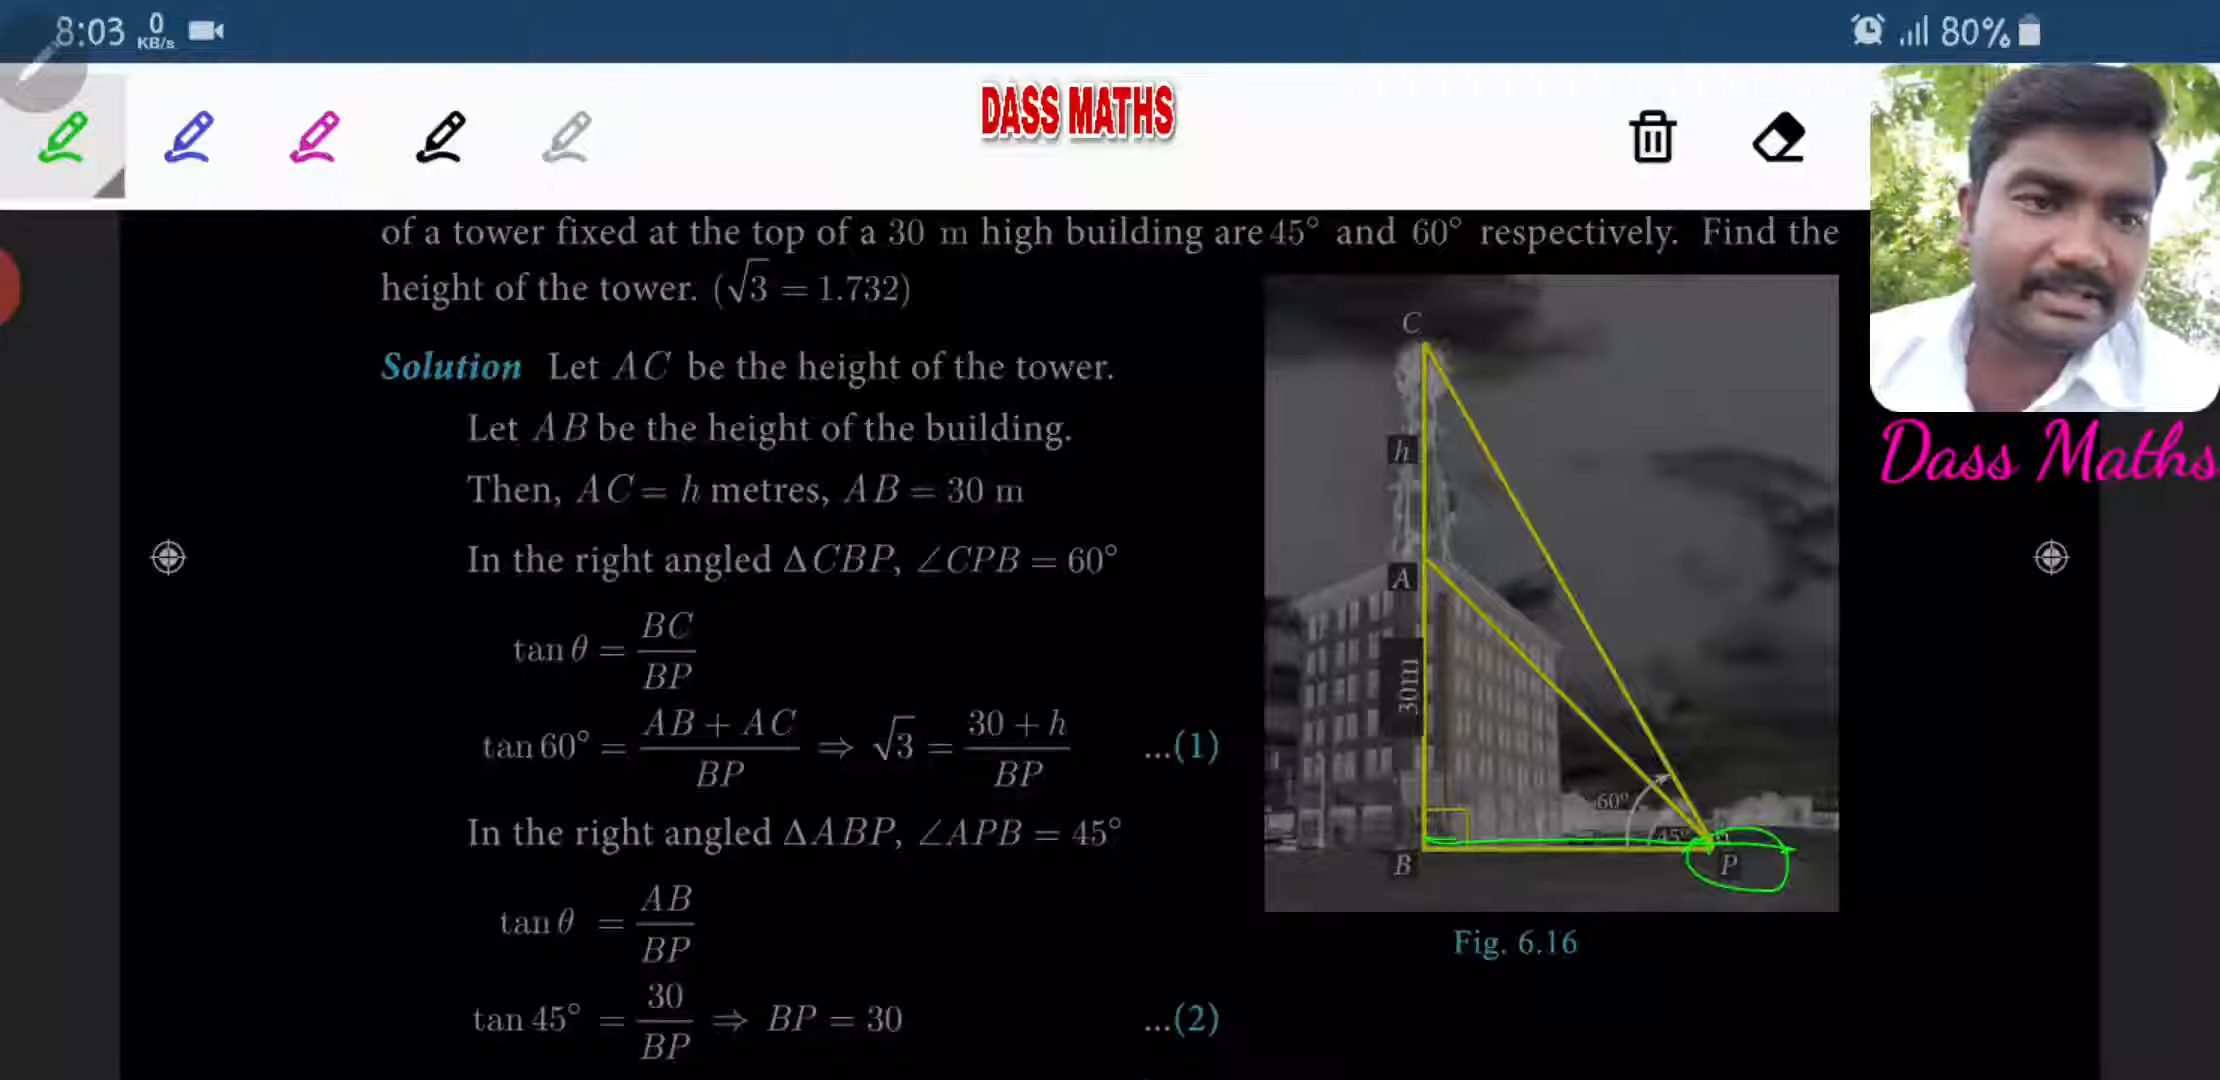 8:03 0 KB/s 80%
DASS MATHS
of a tower fixed at the top of a 30 m high building are 45° and 60° respectively. Find the
height of the tower. (√3 = 1.732)
Solution Let AC be the height of the tower.
Let AB be the height of the building.
Then, AC = h metres, AB = 30 m
In the right angled ΔCBP, ∠CPB = 60°
tan θ = BC/BP
tan 60° = (AB + AC)/BP ⇒ √3 = (30 + h)/BP ...(1)
In the right angled ΔABP, ∠APB = 45°
tan θ = AB/BP
tan 45° = 30/BP ⇒ BP = 30 ...(2)
C
h
A
30m
60°
45°
B P
Fig. 6.16
Dass Maths